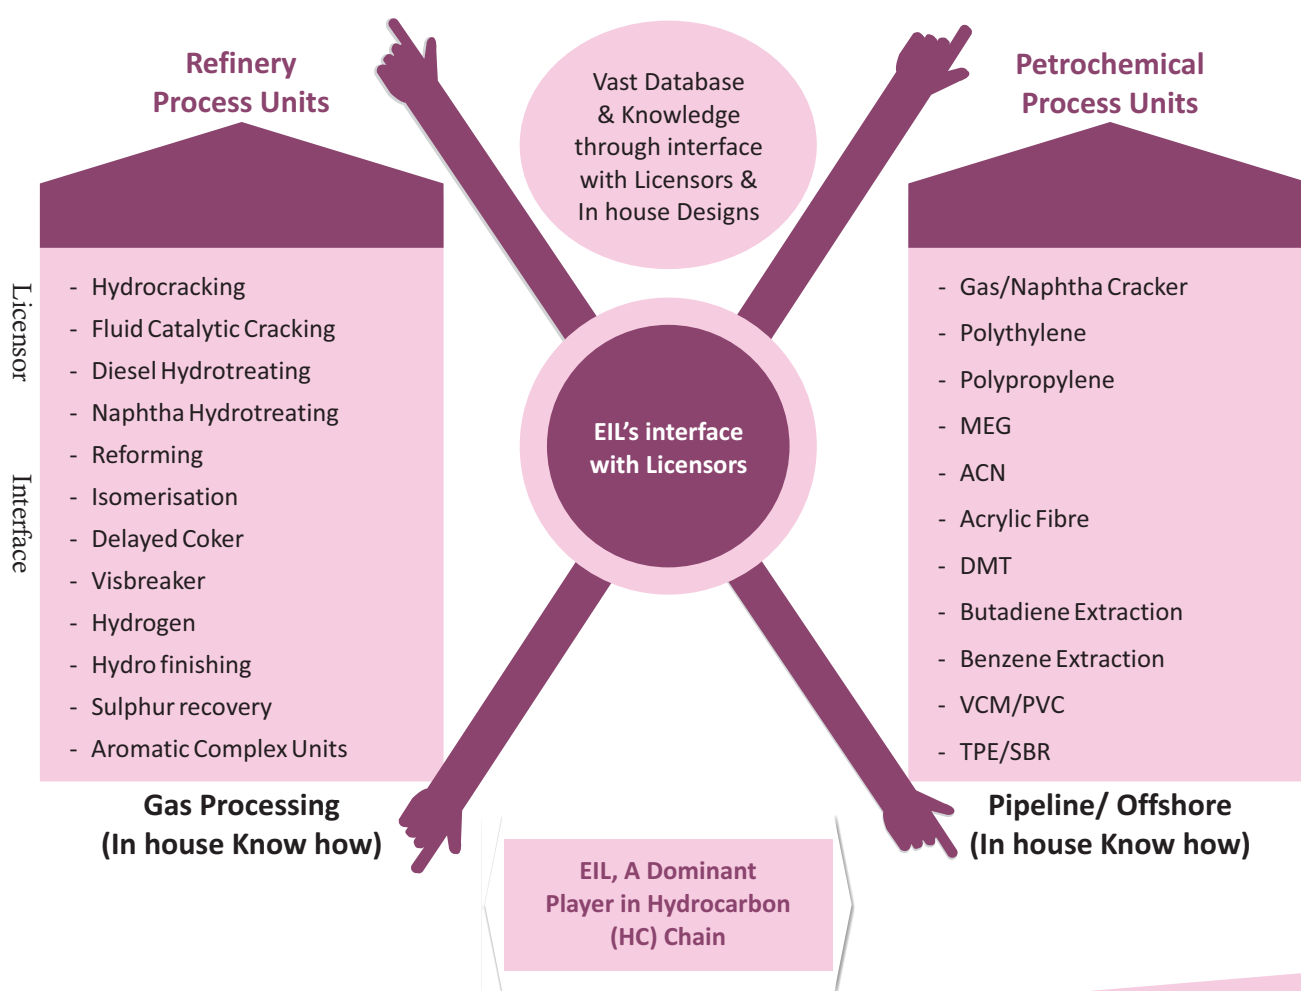 Refinery
Process Units
Vast Database
& Knowledge
through interface
with Licensors &
In house Designs
Petrochemical
Process Units
Licensor
Interface
- Hydrocracking
- Fluid Catalytic Cracking
- Diesel Hydrotreating
- Naphtha Hydrotreating
- Reforming
- Isomerisation
- Delayed Coker
- Visbreaker
- Hydrogen
- Hydro finishing
- Sulphur recovery
- Aromatic Complex Units
EIL’s interface
with Licensors
- Gas/Naphtha Cracker
- Polythylene
- Polypropylene
- MEG
- ACN
- Acrylic Fibre
- DMT
- Butadiene Extraction
- Benzene Extraction
- VCM/PVC
- TPE/SBR
Gas Processing
(In house Know how)
Pipeline/ Offshore
(In house Know how)
EIL, A Dominant
Player in Hydrocarbon
(HC) Chain